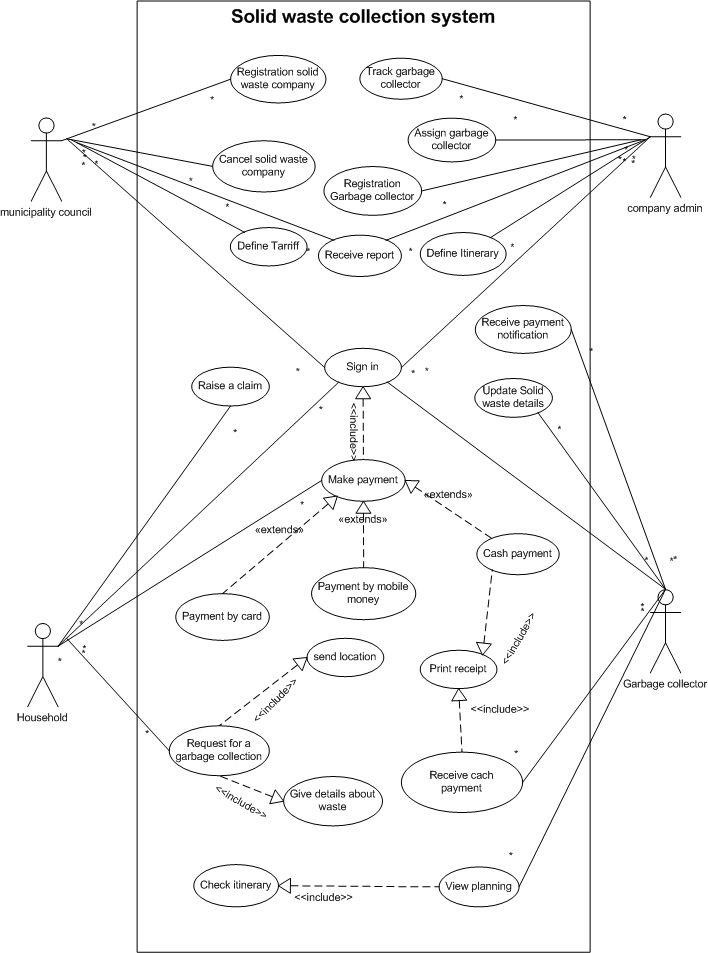 Solid waste collection system
Registration solid
waste company
Track garbage
collector
Assign garbage
collector
municipality council
company admin
Cancel solid waste
company
Registration
Garbage collector
Define Tarriff
Receive report
Define Itinerary
Receive payment
notification
Sign in
Raise a claim
Update Solid
waste details
<<include>>
Make payment
«extends»
«extends»
«extends»
Cash payment
Payment by card
Payment by mobile
money
<<include>>
send location
Print receipt
Household
Garbage collector
<<include>>
<<include>>
Request for a
garbage collection
Receive cach
payment
<<include>>
Give details about
waste
Check itinerary
<<include>>
View planning